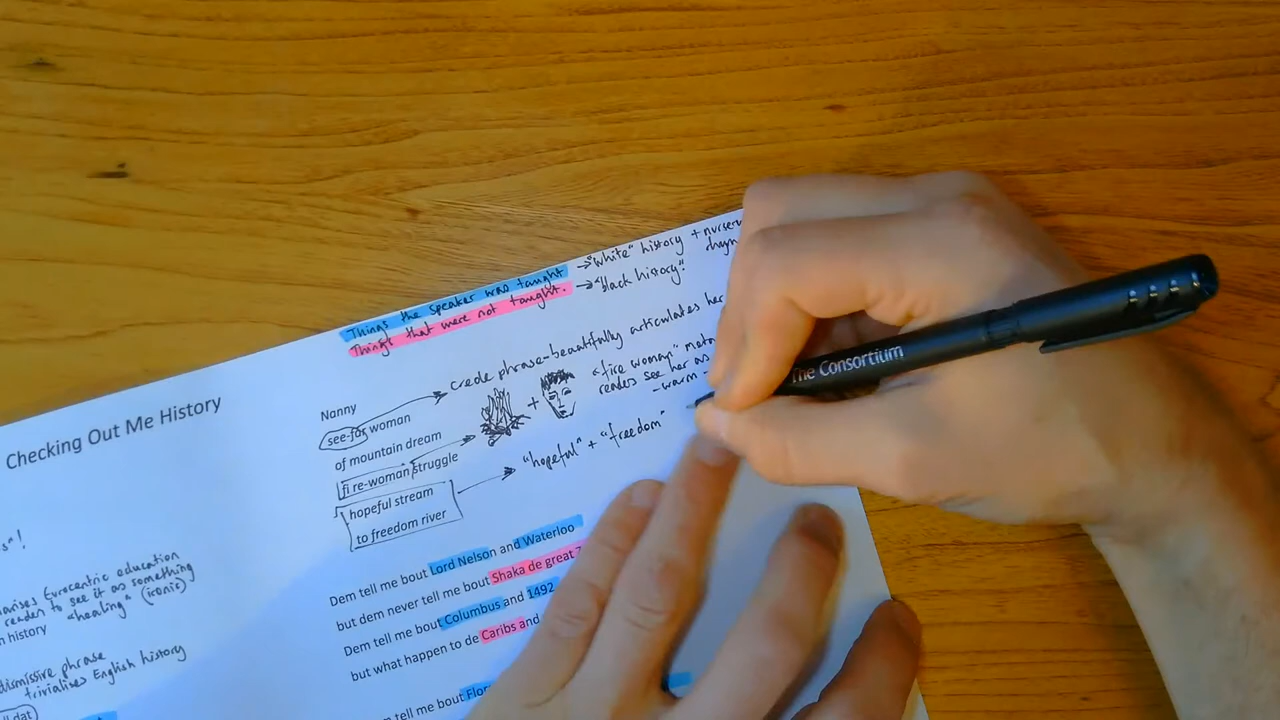 Things the speaker was taught → "white" history + nursery
rhym
Things that were not taught. → "black history".
Checking Out Me History
Nanny
see-far woman
of mountain dream
fire-woman struggle
hopeful stream
to freedom river
creole phrase - beautifully articulates her
+
"fire woman" meta
readers see her as
- warm -
"hopeful" + "freedom"
Dem tell me bout Lord Nelson and Waterloo
but dem never tell me bout Shaka de great
Dem tell me bout Columbus and 1492
but what happen to de Caribs and
tell me bout Flor
s"!
Eurocentric education
reader to see it as something
history "healing" (ironic)
dismissive phrase
trivialises English history
ll dat
The Consortium